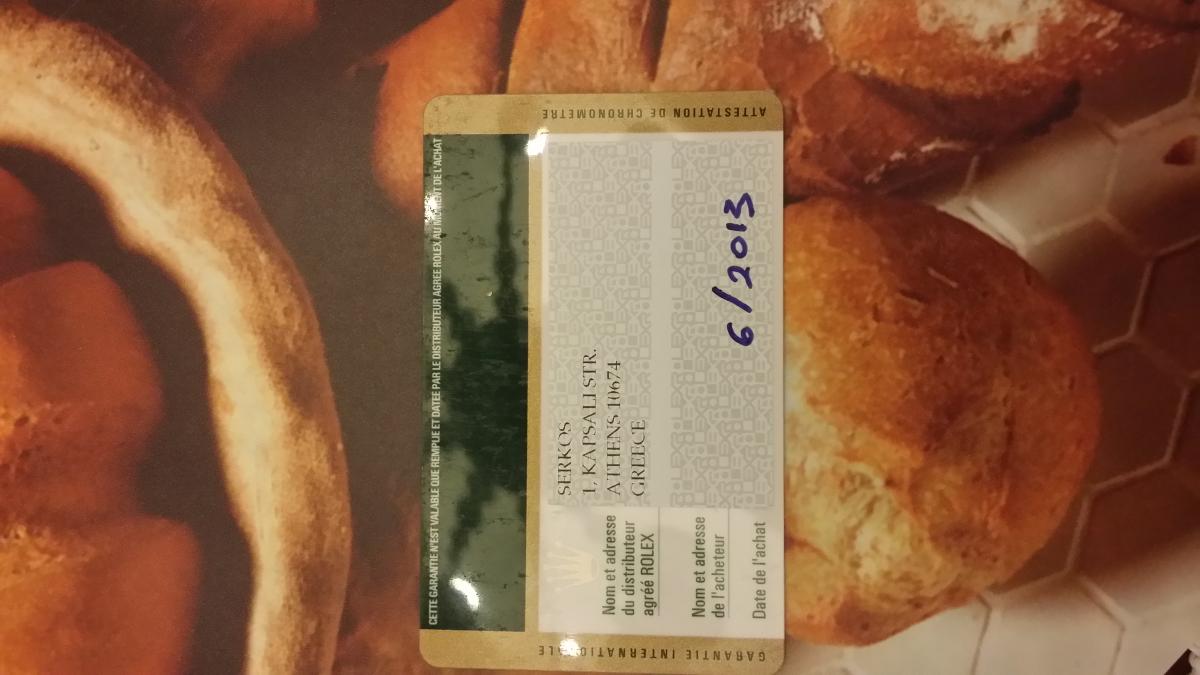 CETTE GARANTIE N'EST VALABLE QUE REMPLIE ET DATEE PAR LE DISTRIBUTEUR AGREE ROLEX AU MOMENT DE L'ACHAT
ATTESTATION DE CHRONOMETRE
GARANTIE INTERNATIONALE
Nom et adresse
du distributeur
agréé ROLEX
SERKOS
1, KAPSALI STR.
ATHENS 10674
GREECE
Nom et adresse
de l'acheteur
Date de l'achat
6/2013